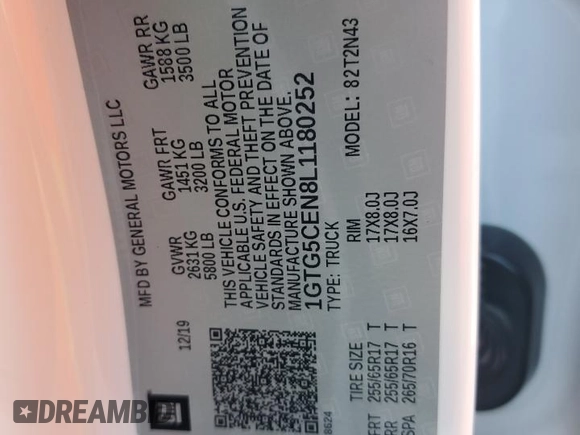 MFD BY GENERAL MOTORS LLC
12/19
GVWR GAWR FRT GAWR RR
2631 KG 1451 KG 1588 KG
5800 LB 3200 LB 3500 LB
THIS VEHICLE CONFORMS TO ALL
APPLICABLE U.S. FEDERAL MOTOR
VEHICLE SAFETY AND THEFT PREVENTION
STANDARDS IN EFFECT ON THE DATE OF
MANUFACTURE SHOWN ABOVE.
1GTG5CEN8L1180252
TYPE: TRUCK MODEL: 82T2N43
8624
TIRE SIZE RIM
FRT 255/65R17 T 17X8.0J
RR 255/65R17 T 17X8.0J
SPA 265/70R16 T 16X7.0J
GM